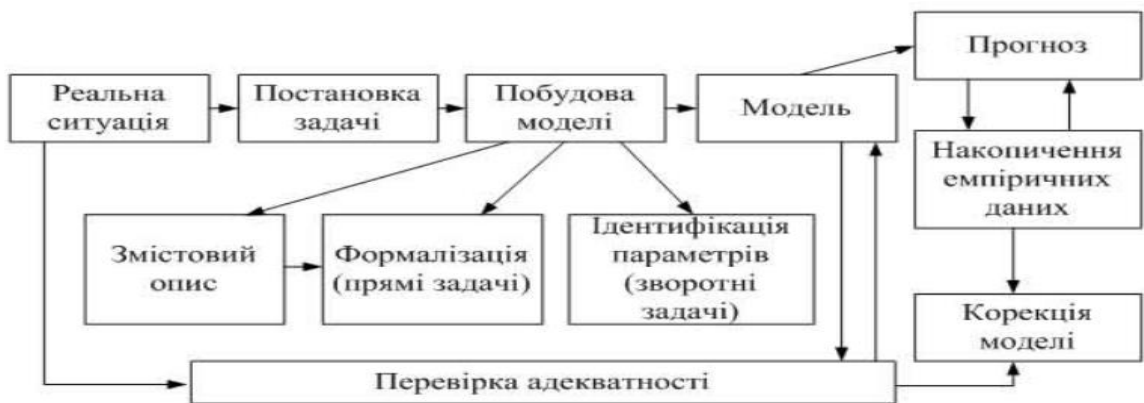 Прогноз
Реальна
ситуація
Постановка
задачі
Побудова
моделі
Модель
Накопичення
емпіричних
даних
Змістовий
опис
Формалізація
(прямі задачі)
Ідентифікація
параметрів
(зворотні
задачі)
Корекція
моделі
Перевірка адекватності